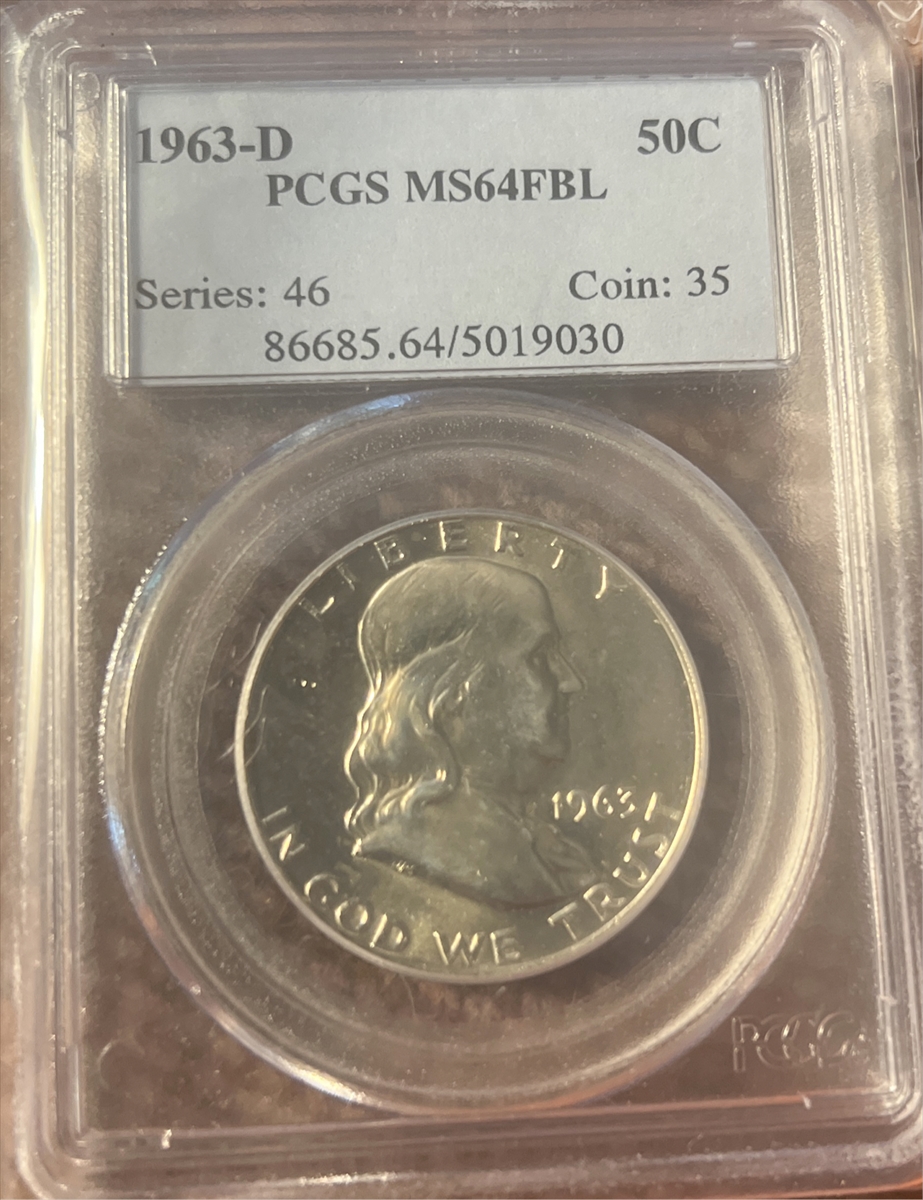 1963-D 50C
PCGS MS64FBL
Series: 46 Coin: 35
86685.64/5019030
LIBERTY
1963
IN GOD WE TRUST
PCGS